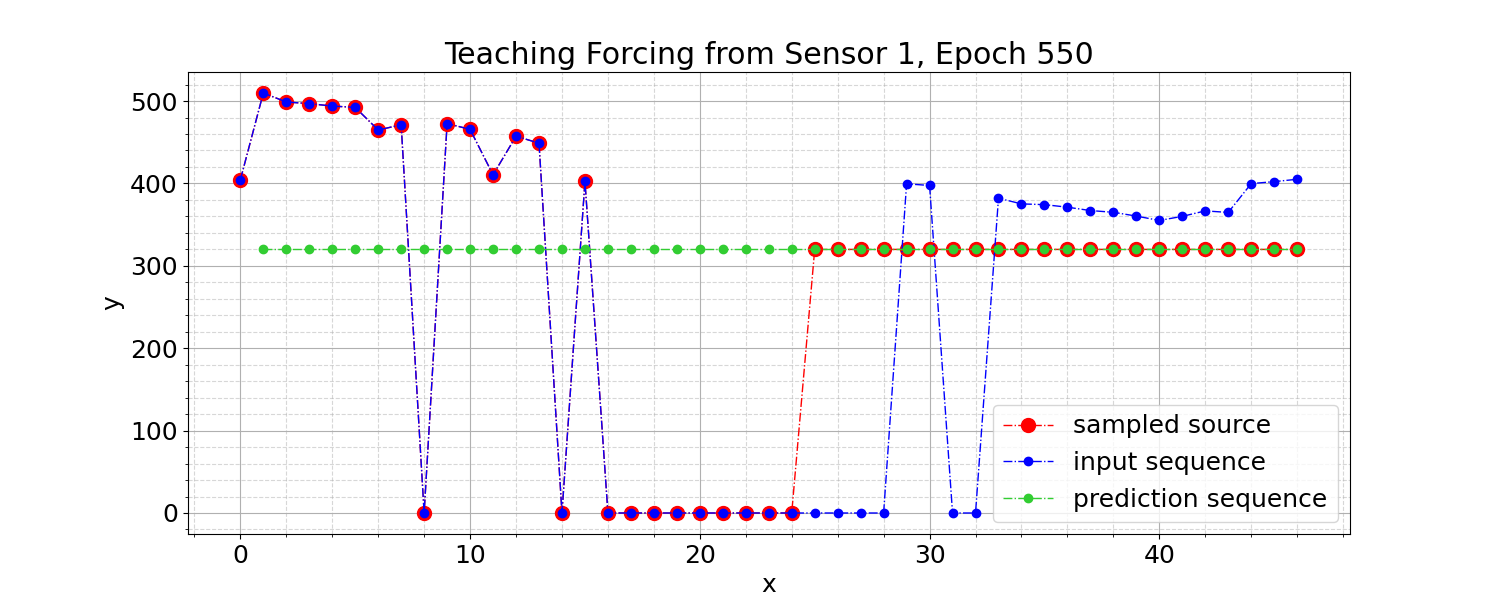 Teaching Forcing from Sensor 1, Epoch 550
500
400
300
200
100
0
y
0 10 20 30 40
x
sampled source
input sequence
prediction sequence